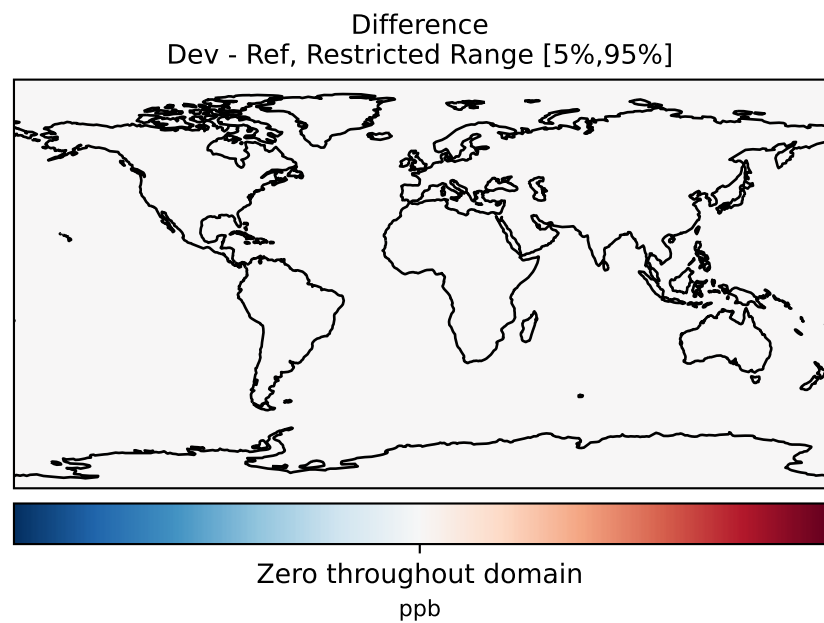 Difference
Dev - Ref, Restricted Range [5%,95%]
Zero throughout domain
ppb